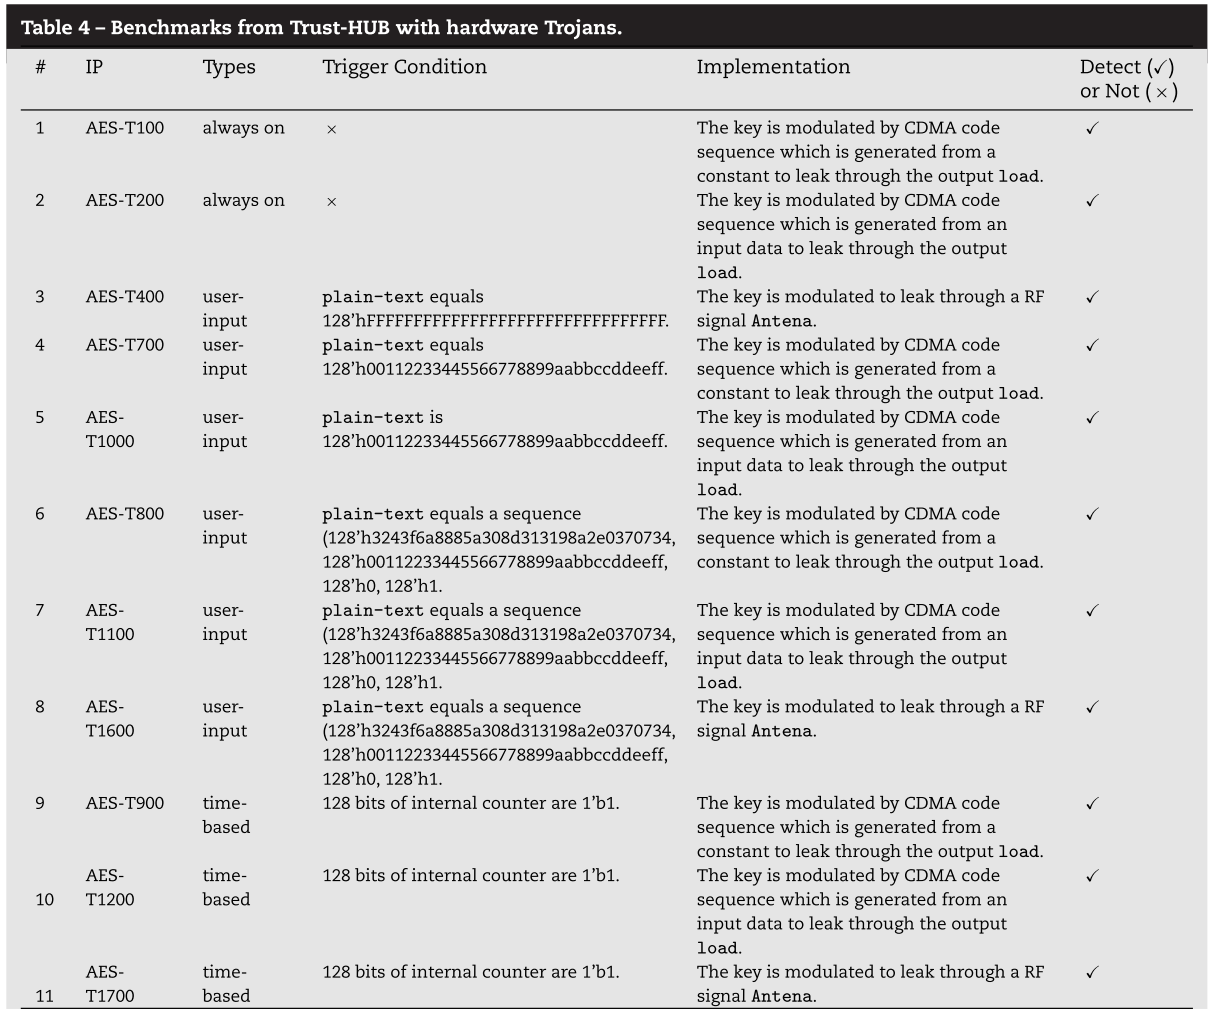 Table 4 – Benchmarks from Trust-HUB with hardware Trojans.
# IP Types Trigger Condition Implementation Detect (✓)
or Not ( × )
1 AES-T100 always on × The key is modulated by CDMA code ✓
sequence which is generated from a
constant to leak through the output load.
2 AES-T200 always on × The key is modulated by CDMA code ✓
sequence which is generated from an
input data to leak through the output
load.
3 AES-T400 user- plain-text equals The key is modulated to leak through a RF ✓
input 128’hFFFFFFFFFFFFFFFFFFFFFFFFFFFFFFFF. signal Antena.
4 AES-T700 user- plain-text equals The key is modulated by CDMA code ✓
input 128’h00112233445566778899aabbccddeeff. sequence which is generated from a
constant to leak through the output load.
5 AES- user- plain-text is The key is modulated by CDMA code ✓
T1000 input 128’h00112233445566778899aabbccddeeff. sequence which is generated from an
input data to leak through the output
load.
6 AES-T800 user- plain-text equals a sequence The key is modulated by CDMA code ✓
input (128’h3243f6a8885a308d313198a2e0370734, sequence which is generated from a
128’h00112233445566778899aabbccddeeff, constant to leak through the output load.
128’h0, 128’h1.
7 AES- user- plain-text equals a sequence The key is modulated by CDMA code ✓
T1100 input (128’h3243f6a8885a308d313198a2e0370734, sequence which is generated from an
128’h00112233445566778899aabbccddeeff, input data to leak through the output
128’h0, 128’h1. load.
8 AES- user- plain-text equals a sequence The key is modulated to leak through a RF ✓
T1600 input (128’h3243f6a8885a308d313198a2e0370734, signal Antena.
128’h00112233445566778899aabbccddeeff,
128’h0, 128’h1.
9 AES-T900 time- 128 bits of internal counter are 1’b1. The key is modulated by CDMA code ✓
based sequence which is generated from a
constant to leak through the output load.
AES- time- 128 bits of internal counter are 1’b1. The key is modulated by CDMA code ✓
10 T1200 based sequence which is generated from an
input data to leak through the output
load.
AES- time- 128 bits of internal counter are 1’b1. The key is modulated to leak through a RF ✓
11 T1700 based signal Antena.